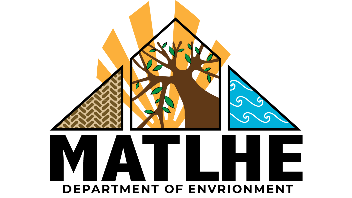 MATLHE
DEPARTMENT OF ENVRIONMENT